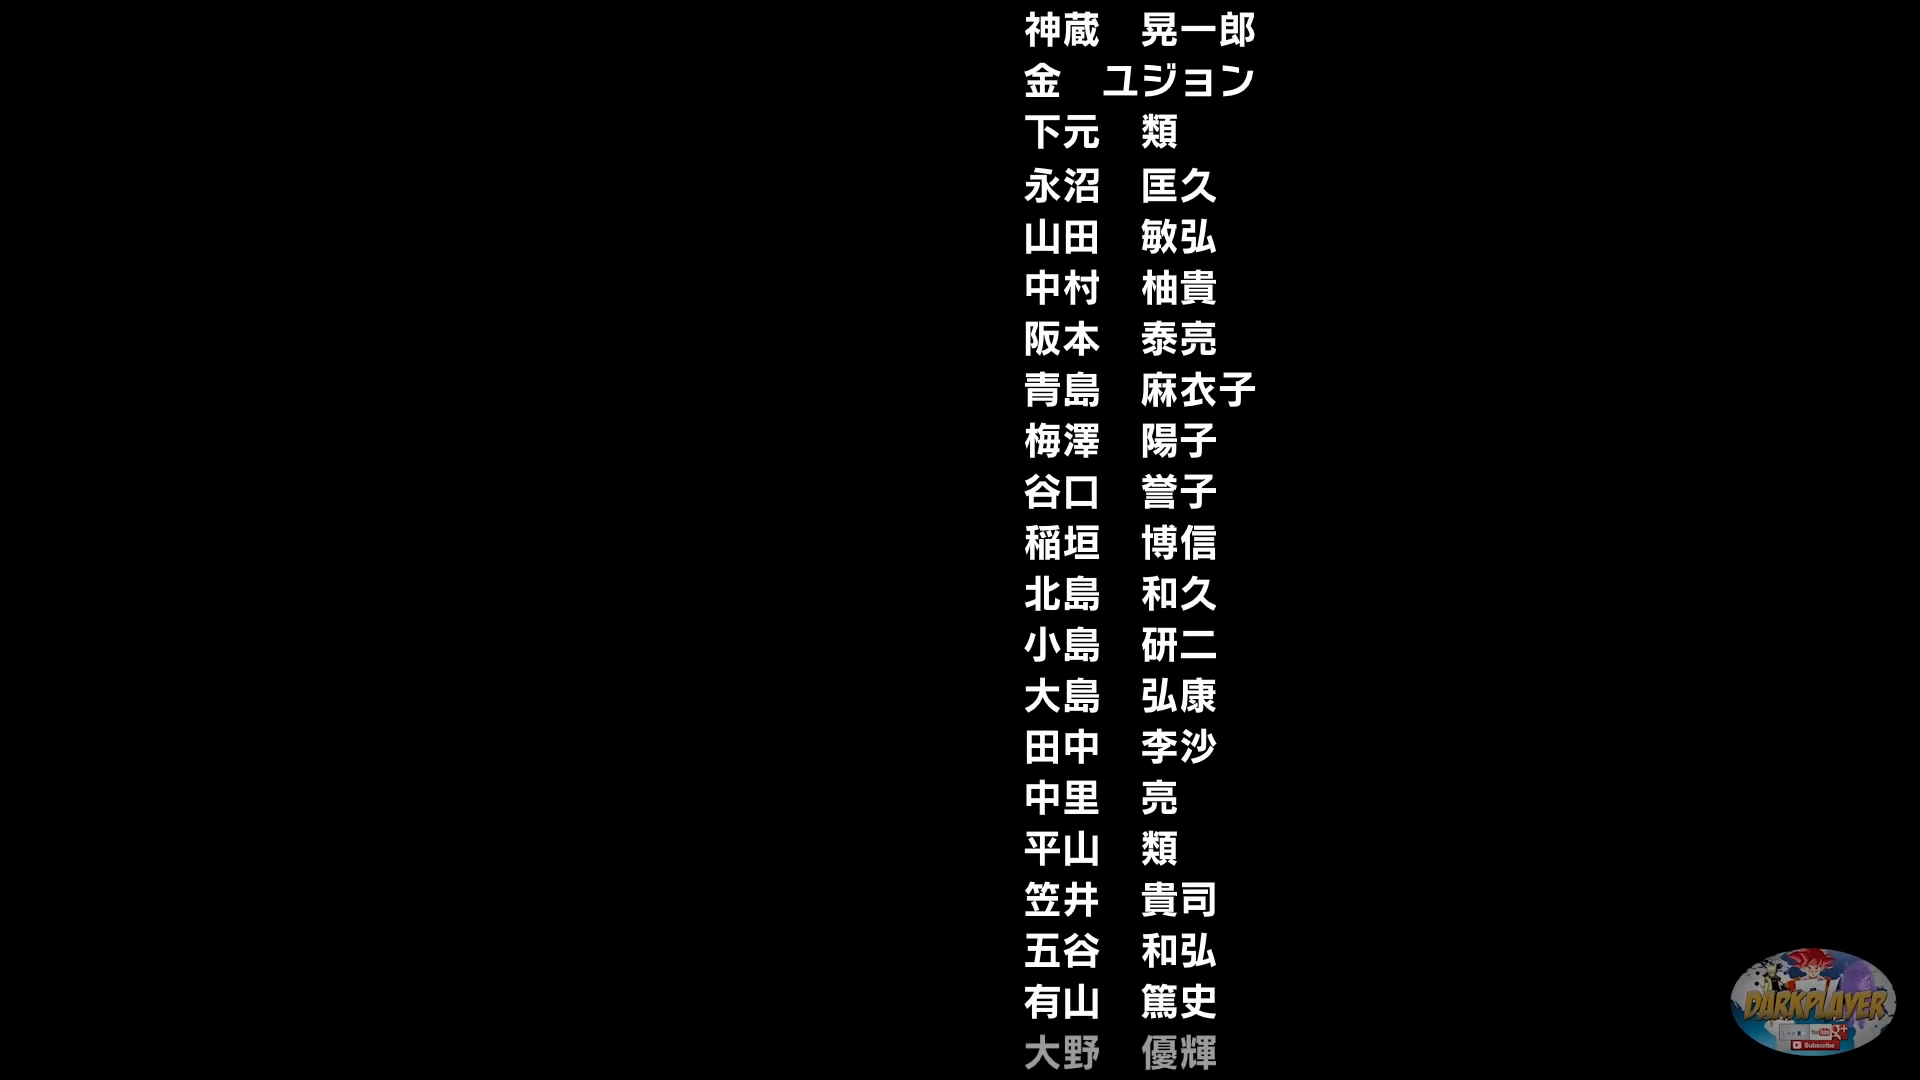 神蔵　晃一郎
金　ユジョン
下元　類
永沼　匡久
山田　敏弘
中村　柚貴
阪本　泰亮
青島　麻衣子
梅澤　陽子
谷口　誉子
稲垣　博信
北島　和久
小島　研二
大島　弘康
田中　李沙
中里　亮
平山　類
笠井　貴司
五谷　和弘
有山　篤史
大野　優輝
DARKPLAYER
Subscribe